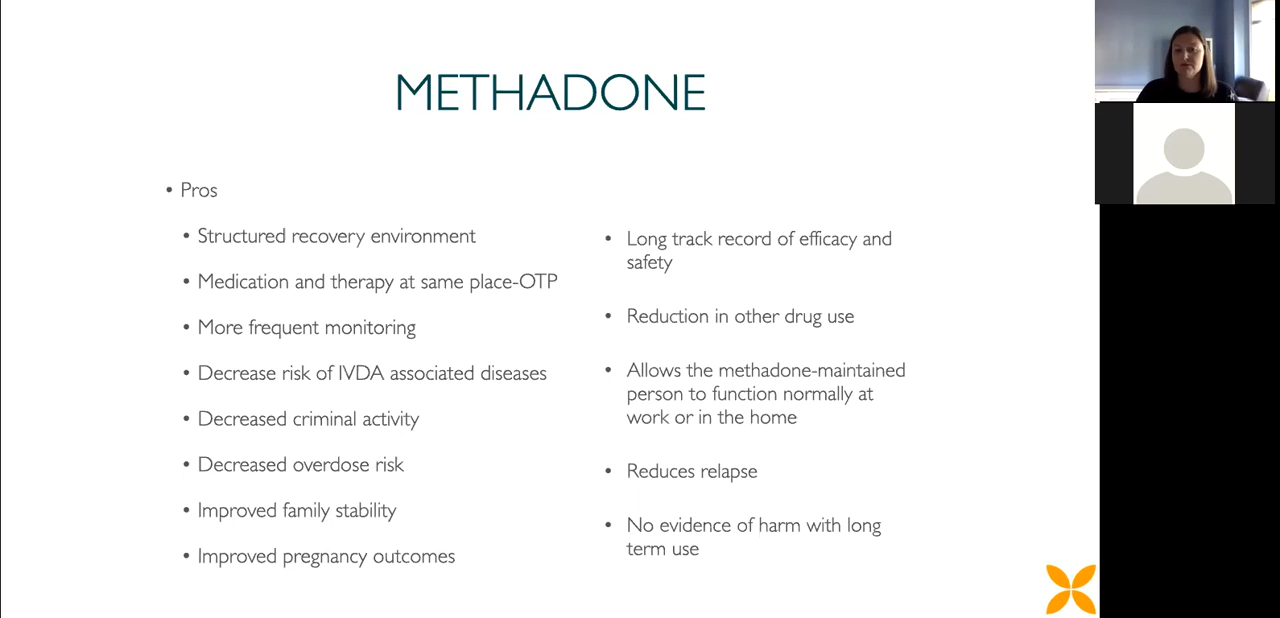 METHADONE
• Pros
• Structured recovery environment
• Medication and therapy at same place-OTP
• More frequent monitoring
• Decrease risk of IVDA associated diseases
• Decreased criminal activity
• Decreased overdose risk
• Improved family stability
• Improved pregnancy outcomes
• Long track record of efficacy and
safety
• Reduction in other drug use
• Allows the methadone-maintained
person to function normally at
work or in the home
• Reduces relapse
• No evidence of harm with long
term use